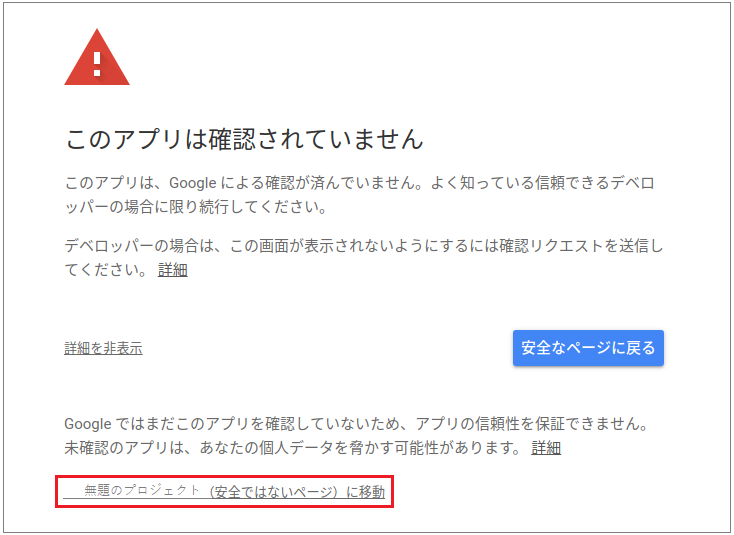 このアプリは確認されていません
このアプリは、Google による確認が済んでいません。よく知っている信頼できるデベロ
ッパーの場合に限り続行してください。
デベロッパーの場合は、この画面が表示されないようにするには確認リクエストを送信し
てください。 詳細
詳細を非表示
安全なページに戻る
Google ではまだこのアプリを確認していないため、アプリの信頼性を保証できません。
未確認のアプリは、あなたの個人データを脅かす可能性があります。 詳細
無題のプロジェクト（安全ではないページ）に移動